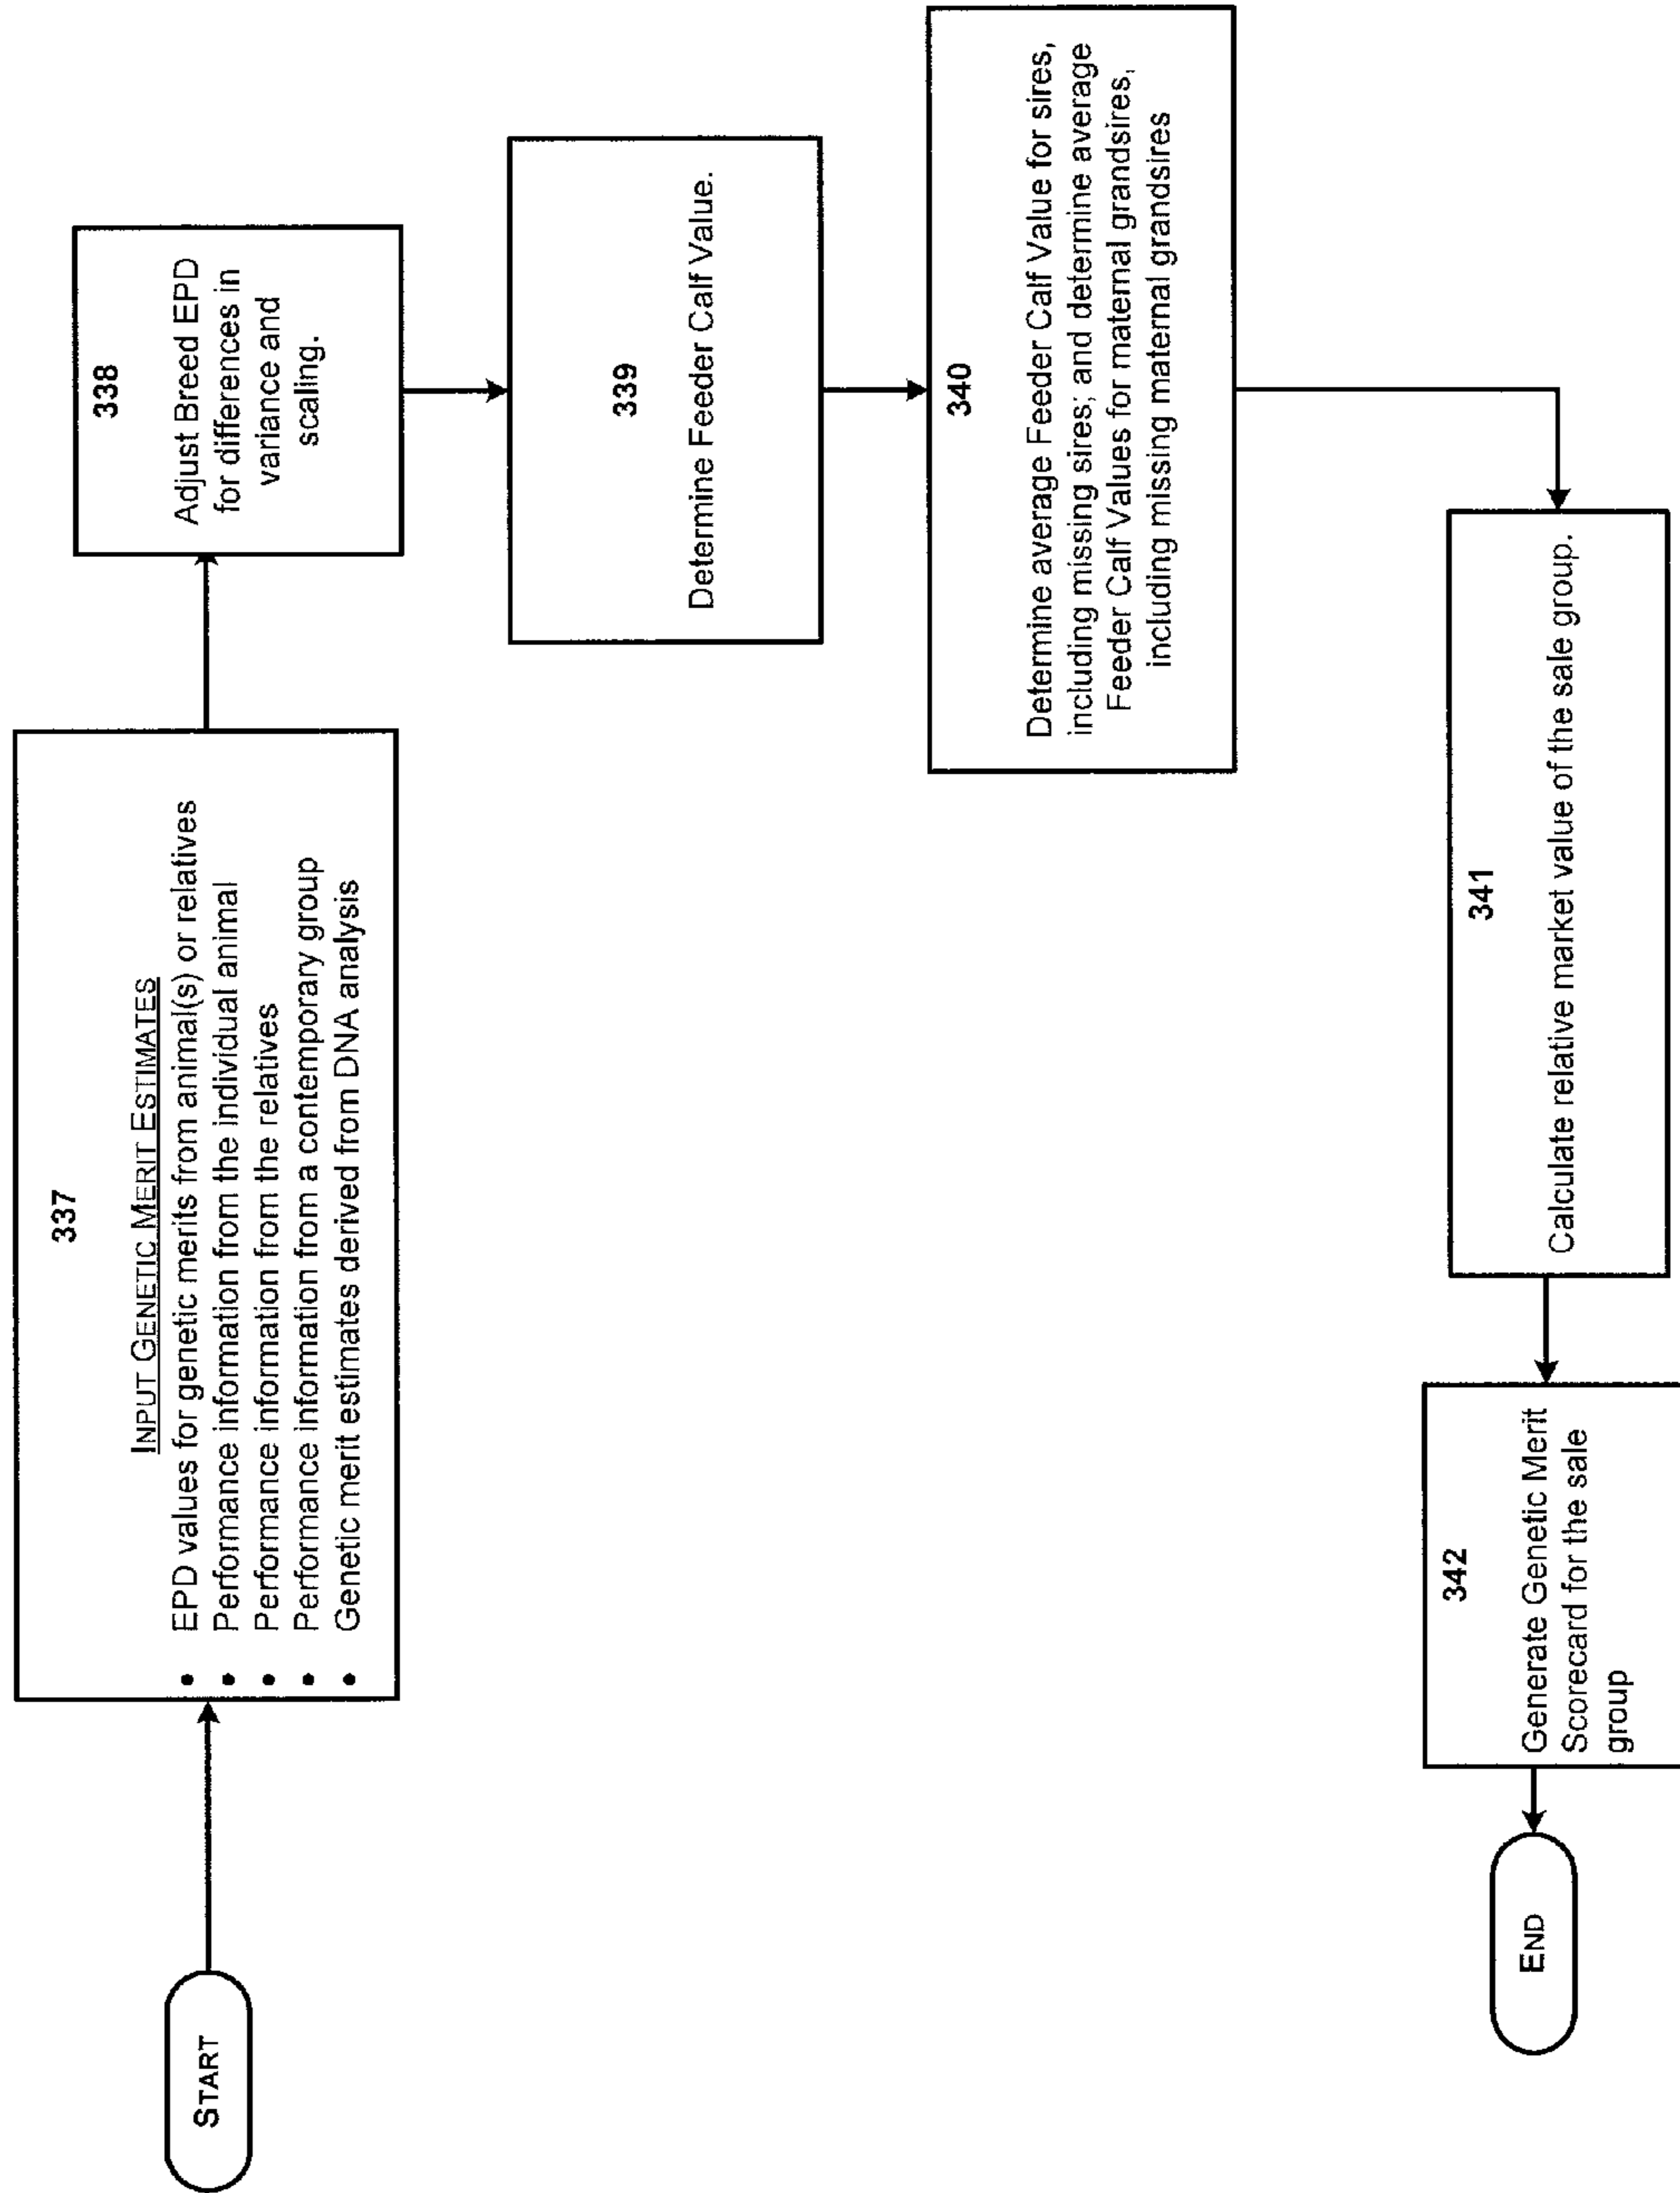 START
337
INPUT GENETIC MERIT ESTIMATES
• EPD values for genetic merits from animal(s) or relatives
• Performance information from the individual animal
• Performance information from the relatives
• Performance information from a contemporary group
• Genetic merit estimates derived from DNA analysis
338
Adjust Breed EPD
for differences in
variance and
scaling.
339
Determine Feeder Calf Value.
340
Determine average Feeder Calf Value for sires,
including missing sires; and determine average
Feeder Calf Values for maternal grandsires,
including missing maternal grandsires
341
Calculate relative market value of the sale group.
342
Generate Genetic Merit
Scorecard for the sale
group
END